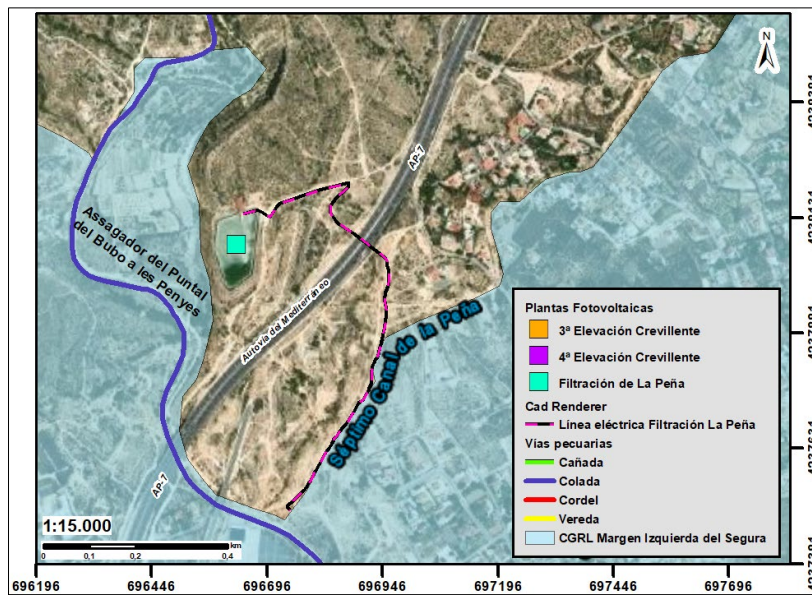 N
AP-7
Assagador del Puntal
del Bubo a les Penyes
Autovía del Mediterráneo
Séptimo Canal de la Peña
AP-7
1:15.000
km
0 0,1 0,2 0,4
Plantas Fotovoltaicas
3ª Elevación Crevillente
4ª Elevación Crevillente
Filtración de La Peña
Cad Renderer
Línea eléctrica Filtración La Peña
Vías pecuarias
Cañada
Colada
Cordel
Vereda
CGRL Margen Izquierda del Segura
696196 696446 696696 696946 697196 697446 697696